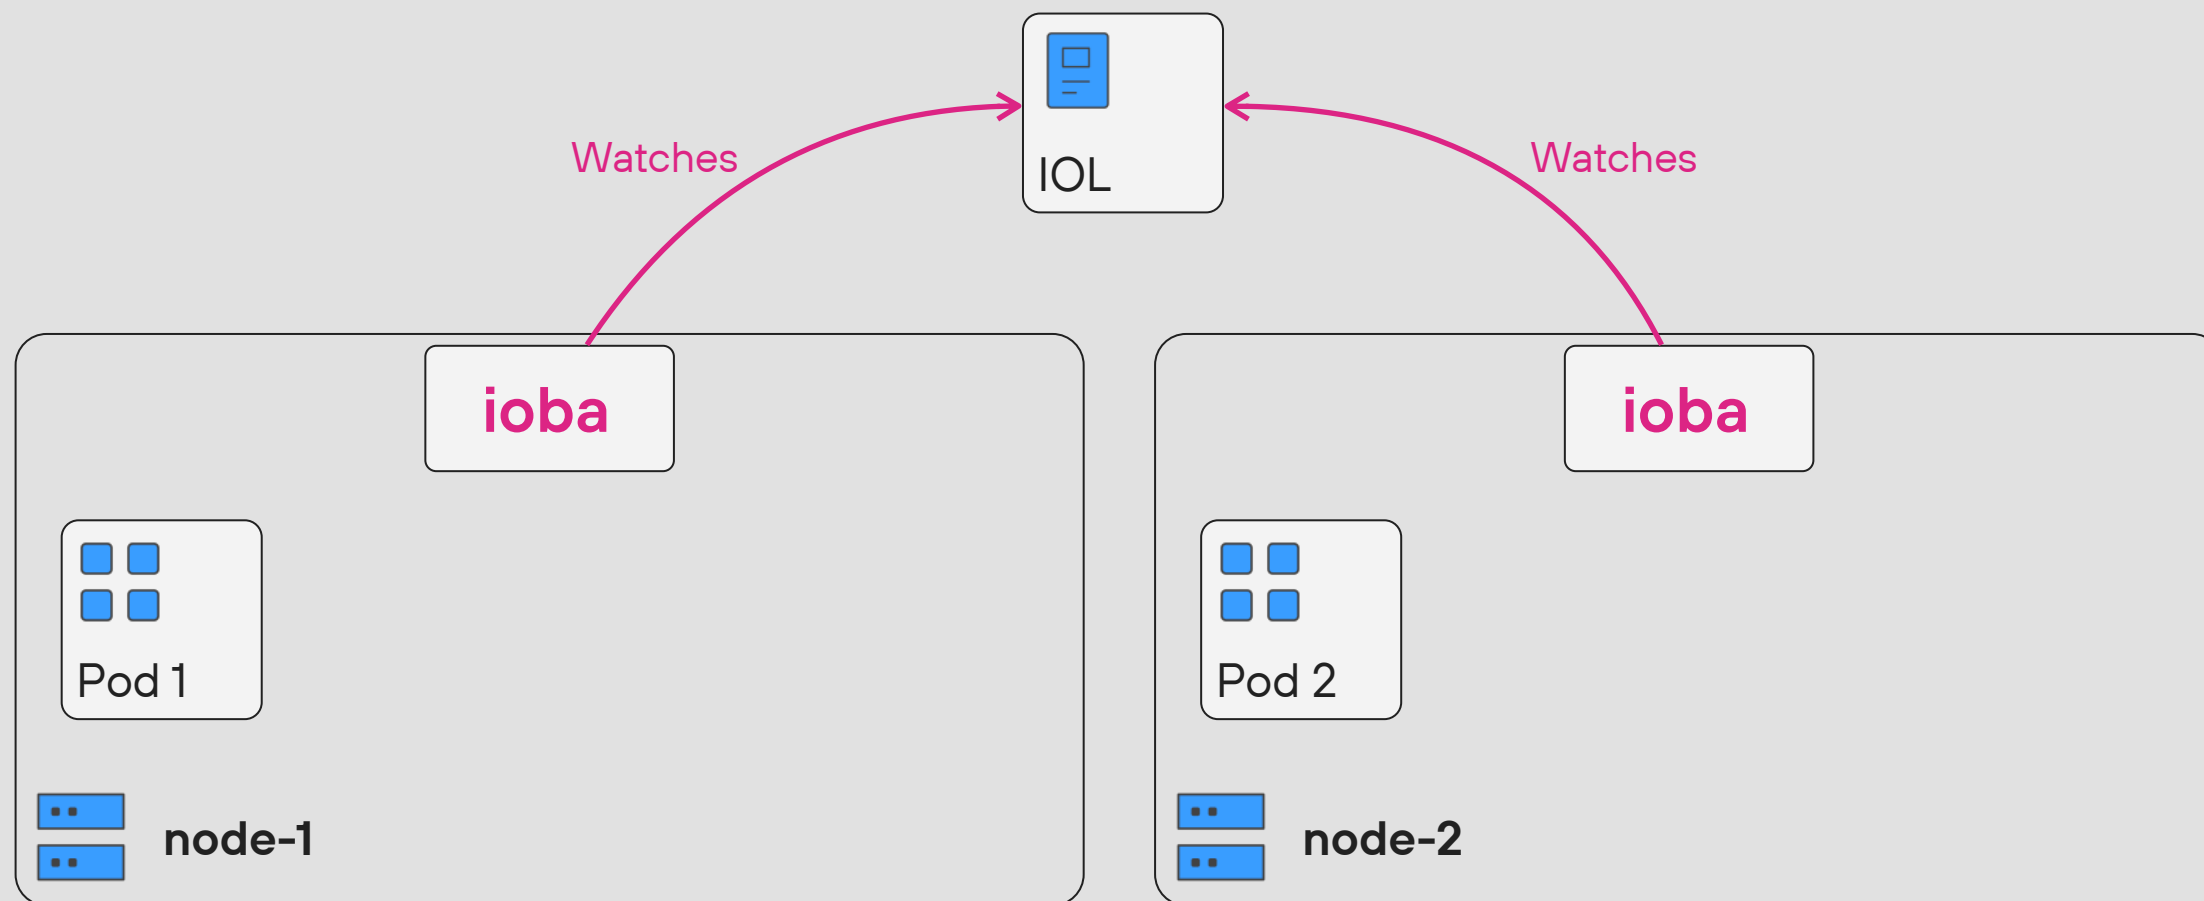 IOL
Watches
Watches
ioba
ioba
Pod 1
Pod 2
node-1
node-2